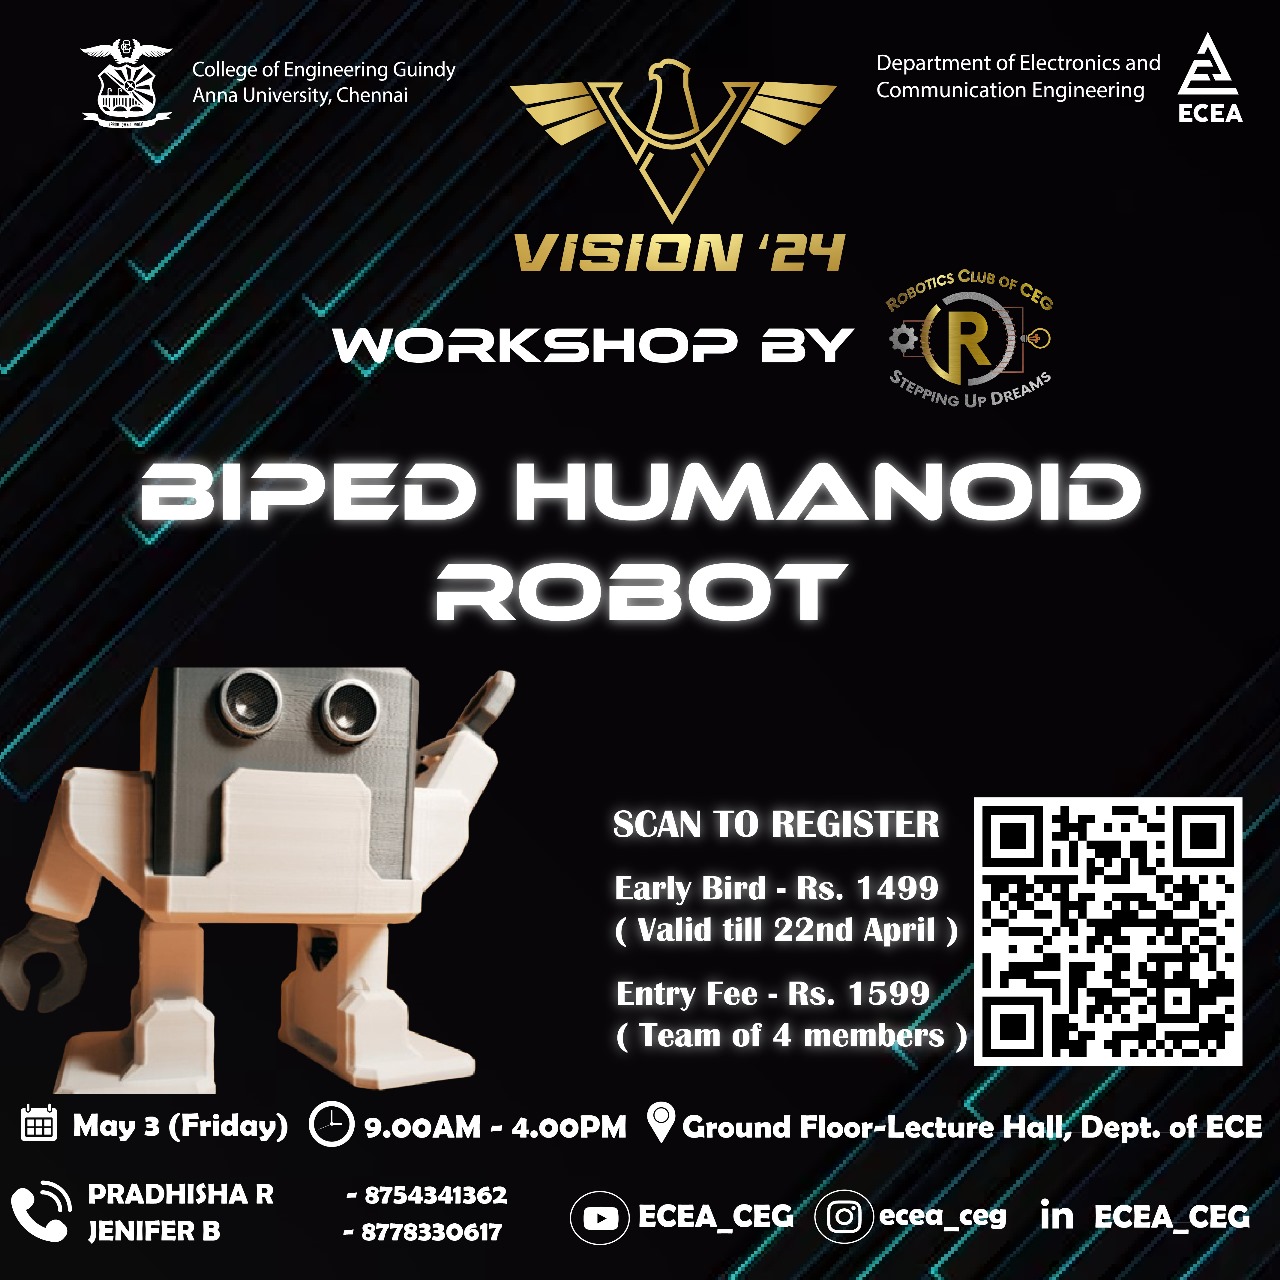 College of Engineering Guindy
Anna University, Chennai
Department of Electronics and
Communication Engineering
ECEA
VISION '24
WORKSHOP BY
ROBOTICS CLUB OF CEG
R
STEPPING UP DREAMS
BIPED HUMANOID
ROBOT
SCAN TO REGISTER
Early Bird - Rs. 1499
( Valid till 22nd April )
Entry Fee - Rs. 1599
( Team of 4 members )
May 3 (Friday)
9.00AM - 4.00PM
Ground Floor-Lecture Hall, Dept. of ECE
PRADHISHA R - 8754341362
JENIFER B - 8778330617
ECEA_CEG
ecea_ceg
in ECEA_CEG